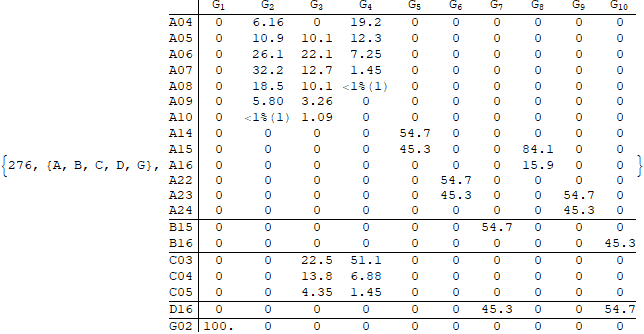 G1 G2 G3 G4 G5 G6 G7 G8 G9 G10
A04 0 6.16 0 19.2 0 0 0 0 0 0
A05 0 10.9 10.1 12.3 0 0 0 0 0 0
A06 0 26.1 22.1 7.25 0 0 0 0 0 0
A07 0 32.2 12.7 1.45 0 0 0 0 0 0
A08 0 18.5 10.1 <1%(1) 0 0 0 0 0 0
A09 0 5.80 3.26 0 0 0 0 0 0 0
A10 0 <1%(1) 1.09 0 0 0 0 0 0 0
A14 0 0 0 0 54.7 0 0 0 0 0
A15 0 0 0 0 45.3 0 0 84.1 0 0
{276, {A, B, C, D, G}, A16 0 0 0 0 0 0 0 15.9 0 0 }
A22 0 0 0 0 0 54.7 0 0 0 0
A23 0 0 0 0 0 45.3 0 0 54.7 0
A24 0 0 0 0 0 0 0 0 45.3 0
B15 0 0 0 0 0 0 54.7 0 0 0
B16 0 0 0 0 0 0 0 0 0 45.3
C03 0 0 22.5 51.1 0 0 0 0 0 0
C04 0 0 13.8 6.88 0 0 0 0 0 0
C05 0 0 4.35 1.45 0 0 0 0 0 0
D16 0 0 0 0 0 0 45.3 0 0 54.7
G02 100. 0 0 0 0 0 0 0 0 0